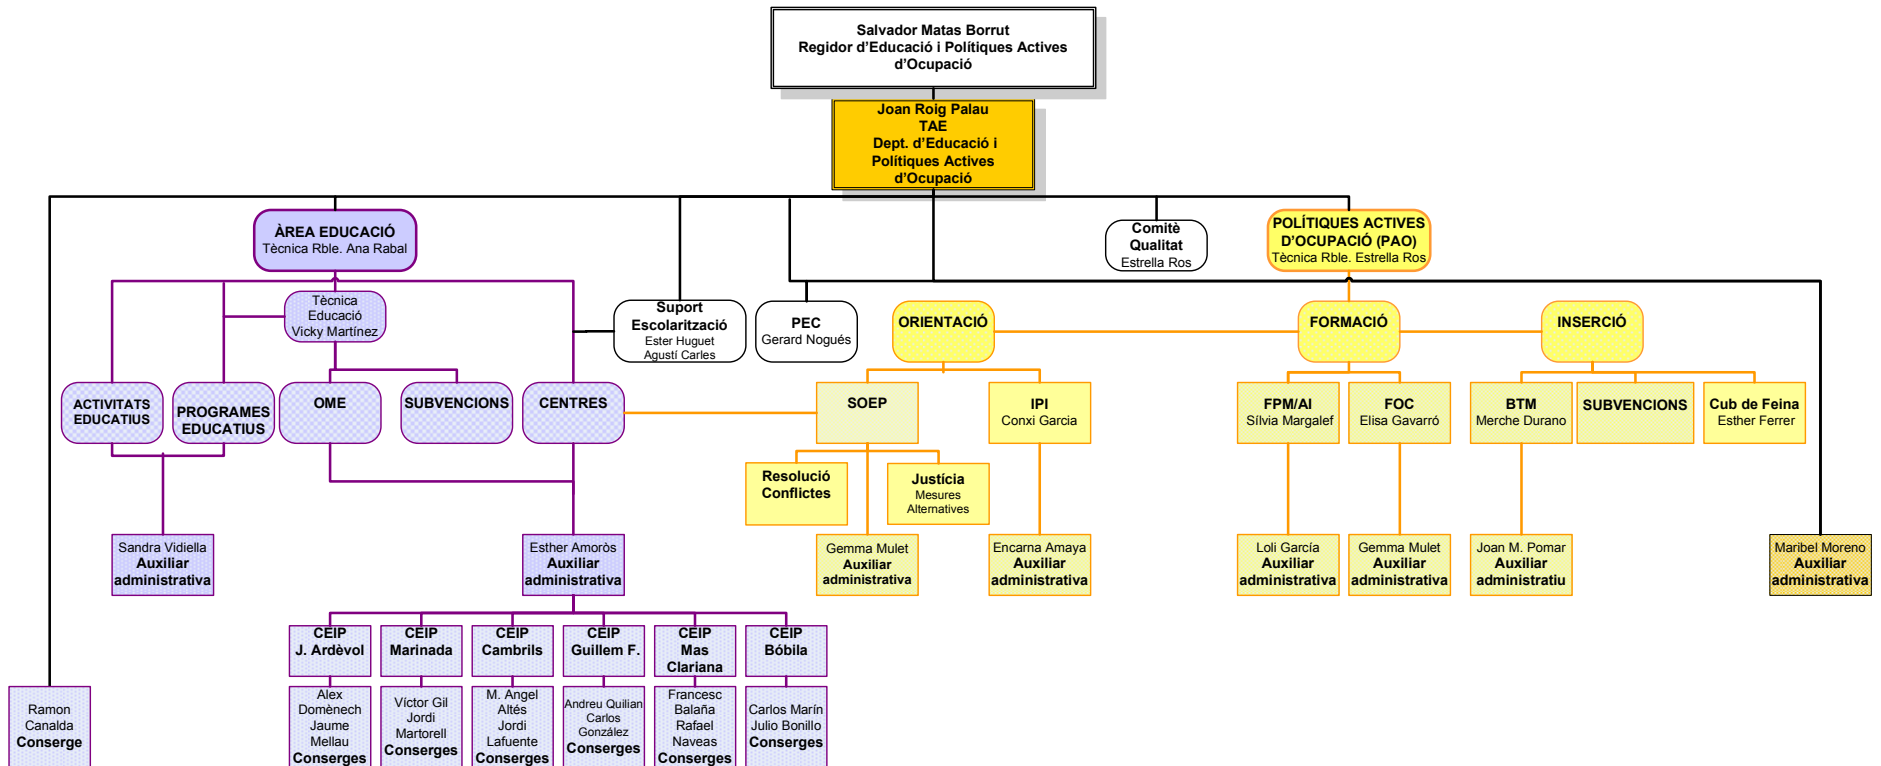 Salvador Matas Borrut
Regidor d'Educació i Polítiques Actives
d'Ocupació
Joan Roig Palau
TAE
Dept. d'Educació i
Polítiques Actives
d'Ocupació
ÀREA EDUCACIÓ
Tècnica Rble. Ana Rabal
Comitè
Qualitat
Estrella Ros
POLÍTIQUES ACTIVES
D'OCUPACIÓ (PAO)
Tècnica Rble. Estrella Ros
Tècnica
Educació
Vicky Martínez
Suport
Escolarització
Ester Huguet
Agustí Carles
PEC
Gerard Nogués
ORIENTACIÓ
FORMACIÓ
INSERCIÓ
ACTIVITATS
EDUCATIUS
PROGRAMES
EDUCATIUS
OME
SUBVENCIONS
CENTRES
SOEP
IPI
Conxi Garcia
FPM/AI
Sílvia Margalef
FOC
Elisa Gavarró
BTM
Merche Durano
SUBVENCIONS
Cub de Feina
Esther Ferrer
Resolució
Conflictes
Justícia
Mesures
Alternatives
Sandra Vidiella
Auxiliar
administrativa
Esther Amoròs
Auxiliar
administrativa
Gemma Mulet
Auxiliar
administrativa
Encarna Amaya
Auxiliar
administrativa
Loli García
Auxiliar
administrativa
Gemma Mulet
Auxiliar
administrativa
Joan M. Pomar
Auxiliar
administratiu
Maribel Moreno
Auxiliar
administrativa
CEIP
J. Ardèvol
CEIP
Marinada
CEIP
Cambrils
CEIP
Guillem F.
CEIP
Mas
Clariana
CEIP
Bóbila
Ramon
Canalda
Conserge
Alex
Domènech
Jaume
Mellau
Conserges
Víctor Gil
Jordi
Martorell
Conserges
M. Angel
Altés
Jordi
Lafuente
Conserges
Andreu Quilian
Carlos
González
Conserges
Francesc
Balaña
Rafael
Naveas
Conserges
Carlos Marín
Julio Bonillo
Conserges